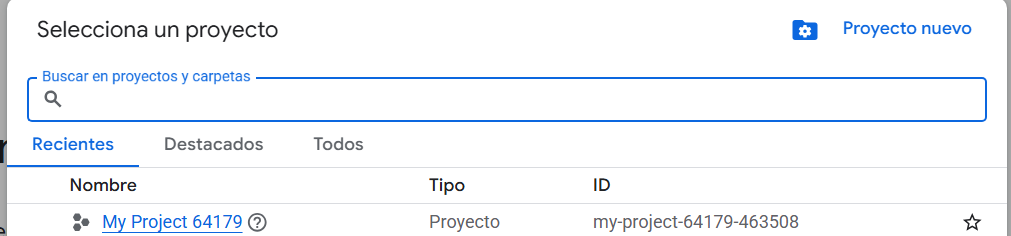 Selecciona un proyecto
Proyecto nuevo
Buscar en proyectos y carpetas
Recientes Destacados Todos
Nombre Tipo ID
My Project 64179 Proyecto my-project-64179-463508